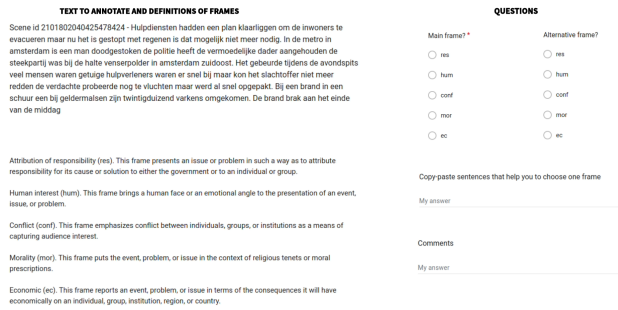 TEXT TO ANNOTATE AND DEFINITIONS OF FRAMES
Scene id 2101802040425478424 - Hulpdiensten hadden een plan klaarliggen om de inwoners te
evacueren maar nu het is gestopt met regenen is dat mogelijk niet meer nodig. In de metro in
amsterdam is een man doodgestoken de politie heeft de vermoedelijke dader aangehouden de
steekpartij was bij de halte venserpolder in amsterdam zuidoost. Het gebeurde tijdens de avondspits
veel mensen waren getuige hulpverleners waren er snel bij maar kon het slachtoffer niet meer
redden de verdachte probeerde nog te vluchten maar werd al snel opgepakt. Bij een brand in een
schuur een bij geldermalsen zijn twintigduizend varkens omgekomen. De brand brak aan het einde
van de middag
Attribution of responsibility (res). This frame presents an issue or problem in such a way as to attribute
responsibility for its cause or solution to either the government or to an individual or group.
Human interest (hum). This frame brings a human face or an emotional angle to the presentation of an event,
issue, or problem.
Conflict (conf). This frame emphasizes conflict between individuals, groups, or institutions as a means of
capturing audience interest.
Morality (mor). This frame puts the event, problem, or issue in the context of religious tenets or moral
prescriptions.
Economic (ec). This frame reports an event, problem, or issue in terms of the consequences it will have
economically on an individual, group, institution, region, or country.
QUESTIONS
Main frame? *
res
hum
conf
mor
ec
Alternative frame?
res
hum
conf
mor
ec
Copy-paste sentences that help you to choose one frame
My answer
Comments
My answer